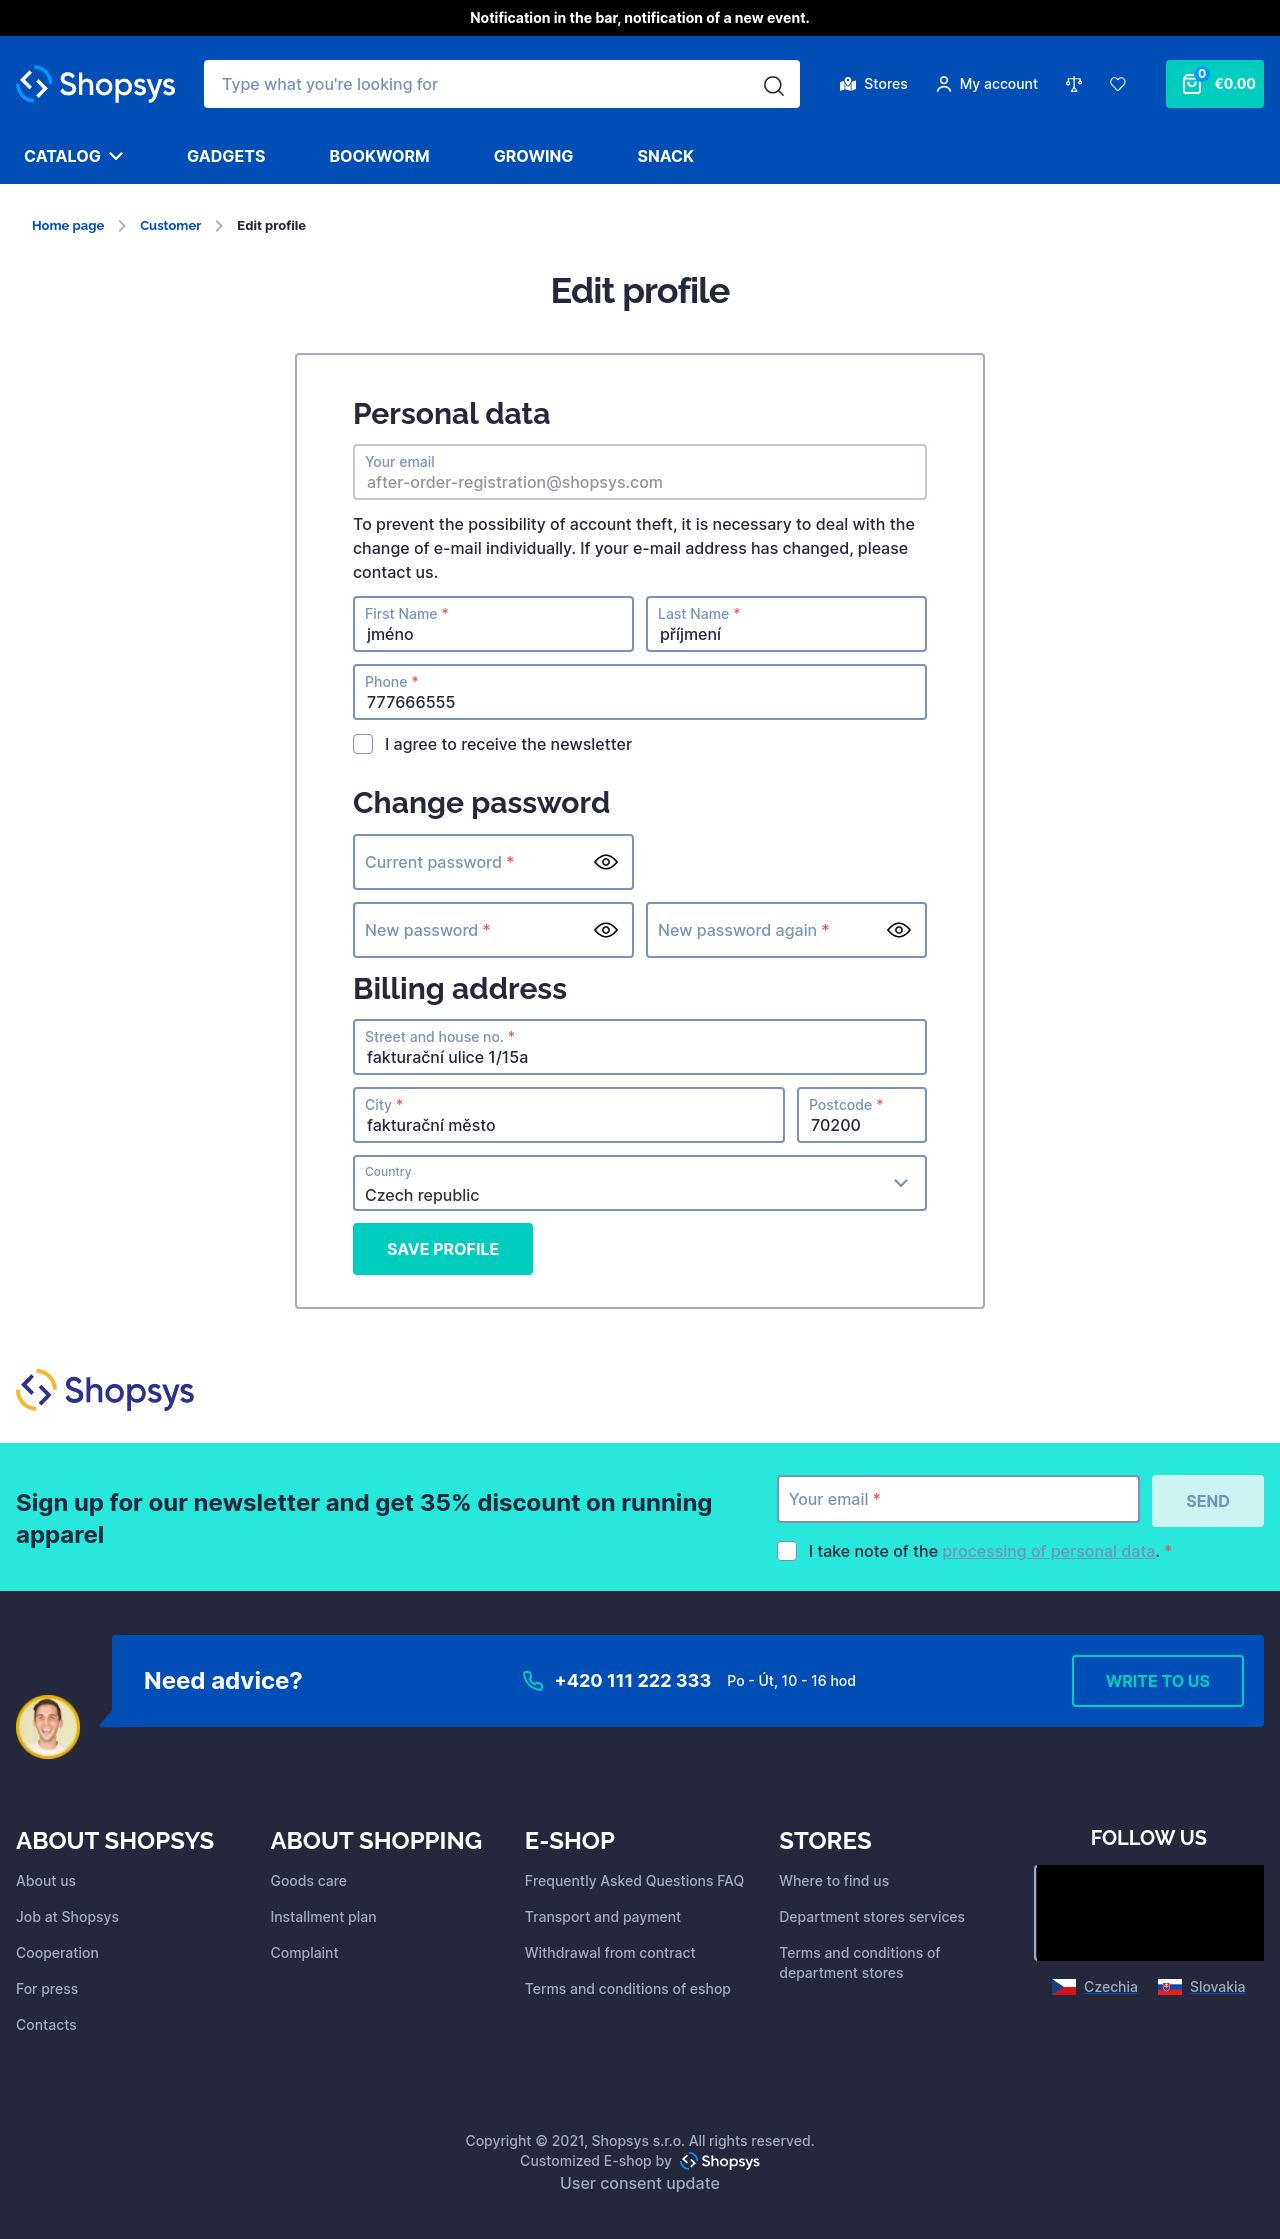 Notification in the bar, notification of a new event.
Shopsys
Type what you're looking for
Stores
My account
0
€0.00
CATALOG
GADGETS
BOOKWORM
GROWING
SNACK
Home page
Customer
Edit profile
Edit profile
Personal data
Your email
after-order-registration@shopsys.com
To prevent the possibility of account theft, it is necessary to deal with the
change of e-mail individually. If your e-mail address has changed, please
contact us.
First Name *
jméno
Last Name *
příjmení
Phone *
777666555
I agree to receive the newsletter
Change password
Current password *
New password *
New password again *
Billing address
Street and house no. *
fakturační ulice 1/15a
City *
fakturační město
Postcode *
70200
Country
Czech republic
SAVE PROFILE
Shopsys
Sign up for our newsletter and get 35% discount on running
apparel
Your email *
SEND
I take note of the processing of personal data. *
Need advice?
+420 111 222 333
Po - Út, 10 - 16 hod
WRITE TO US
ABOUT SHOPSYS
About us
Job at Shopsys
Cooperation
For press
Contacts
ABOUT SHOPPING
Goods care
Installment plan
Complaint
E-SHOP
Frequently Asked Questions FAQ
Transport and payment
Withdrawal from contract
Terms and conditions of eshop
STORES
Where to find us
Department stores services
Terms and conditions of
department stores
FOLLOW US
Czechia
Slovakia
Copyright © 2021, Shopsys s.r.o. All rights reserved.
Customized E-shop by Shopsys
User consent update